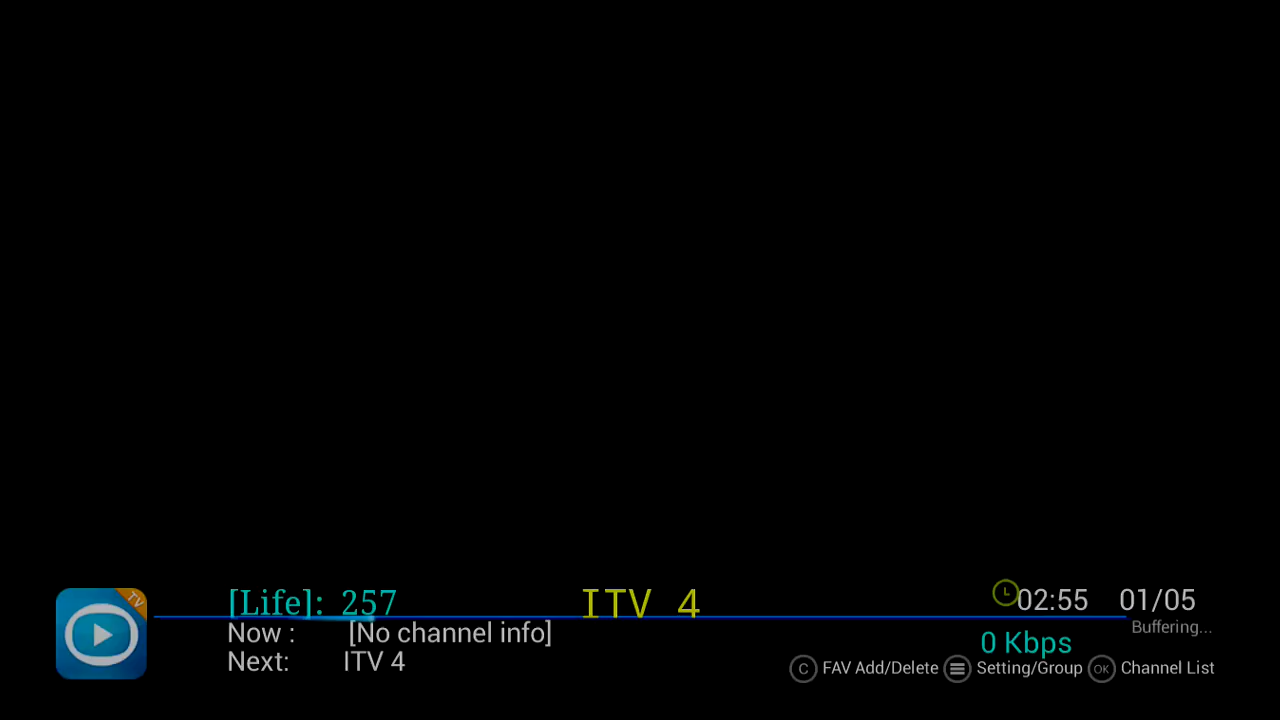 TV
[Life]: 257
ITV 4
02:55 01/05
Now : [No channel info]
Buffering...
0 Kbps
Next: ITV 4
C FAV Add/Delete Setting/Group OK Channel List